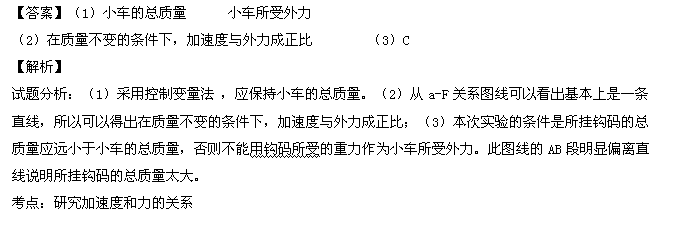 【答案】（1）小车的总质量 小车所受外力
（2）在质量不变的条件下，加速度与外力成正比 （3）C
【解析】
试题分析：（1）采用控制变量法 ，应保持小车的总质量。（2）从 a-F 关系图线可以看出基本上是一条
直线，所以可以得出在质量不变的条件下，加速度与外力成正比；（3）本次实验的条件是所挂钩码的总
质量应远小于小车的总质量，否则不能用钩码所受的重力作为小车所受外力。此图线的 AB 段明显偏离直
线说明所挂钩码的总质量太大。
考点：研究加速度和力的关系